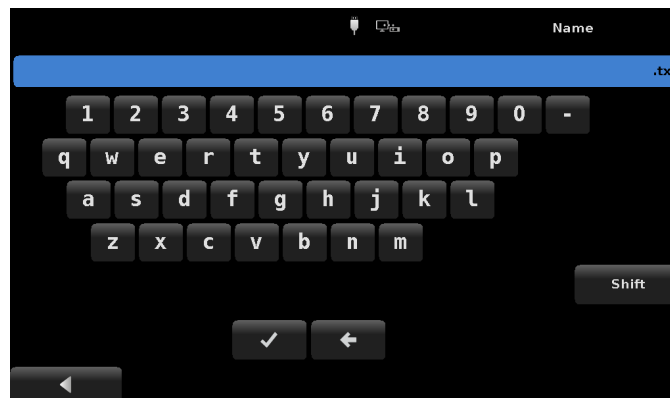 Name
.tx
1 2 3 4 5 6 7 8 9 0 -
q w e r t y u i o p
a s d f g h j k l
z x c v b n m
Shift